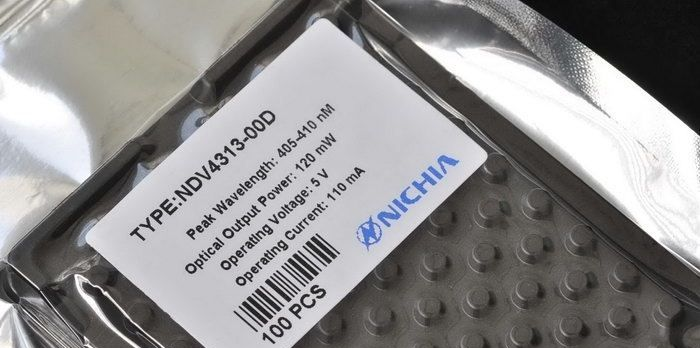 TYPE:NDV4313-00D
Peak Wavelength: 405-410 nM
Optical Output Power: 120 mW
Operating Voltage: 5 V
Operating Current: 110 mA
NICHIA
100 PCS